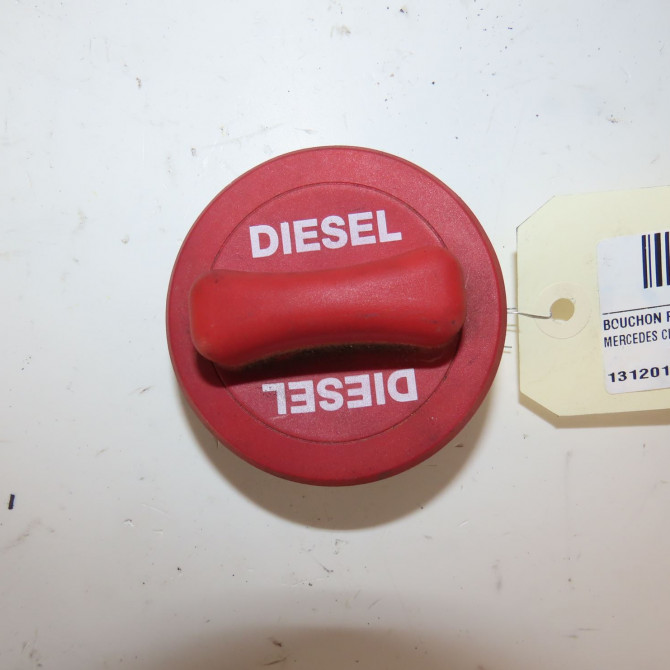 DIESEL
DIESEL
BOUCHON
MERCEDES
131201